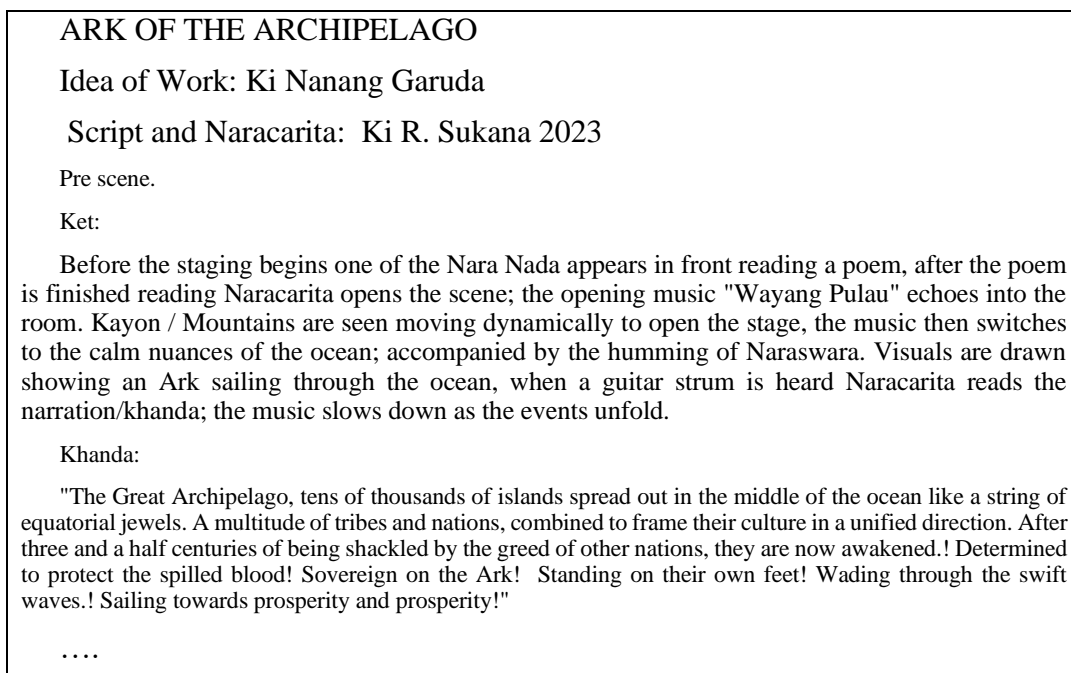 ARK OF THE ARCHIPELAGO
Idea of Work: Ki Nanang Garuda
Script and Naracarita: Ki R. Sukana 2023
Pre scene.
Ket:
Before the staging begins one of the Nara Nada appears in front reading a poem, after the poem
is finished reading Naracarita opens the scene; the opening music "Wayang Pulau" echoes into the
room. Kayon / Mountains are seen moving dynamically to open the stage, the music then switches
to the calm nuances of the ocean; accompanied by the humming of Naraswara. Visuals are drawn
showing an Ark sailing through the ocean, when a guitar strum is heard Naracarita reads the
narration/khanda; the music slows down as the events unfold.
Khanda:
"The Great Archipelago, tens of thousands of islands spread out in the middle of the ocean like a string of
equatorial jewels. A multitude of tribes and nations, combined to frame their culture in a unified direction. After
three and a half centuries of being shackled by the greed of other nations, they are now awakened.! Determined
to protect the spilled blood! Sovereign on the Ark! Standing on their own feet! Wading through the swift
waves.! Sailing towards prosperity and prosperity!"
….